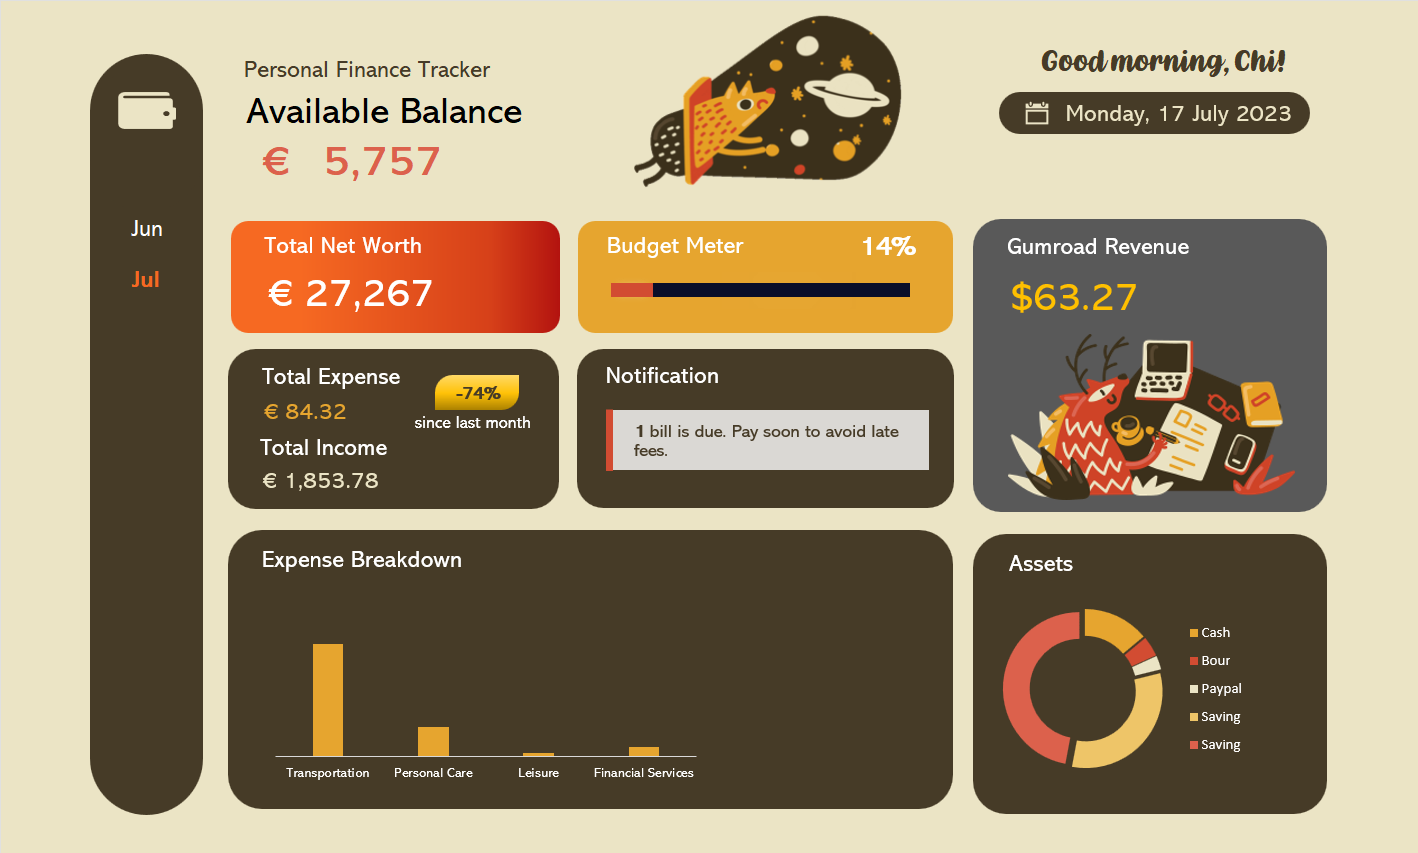 Personal Finance Tracker
Available Balance
€ 5,757
Good morning, Chi!
Monday, 17 July 2023
Jun
Jul
Total Net Worth
€ 27,267
Budget Meter
14%
Gumroad Revenue
$63.27
Total Expense
€ 84.32
-74%
since last month
Total Income
€ 1,853.78
Notification
1 bill is due. Pay soon to avoid late
fees.
Expense Breakdown
Transportation
Personal Care
Leisure
Financial Services
Assets
Cash
Bour
Paypal
Saving
Saving